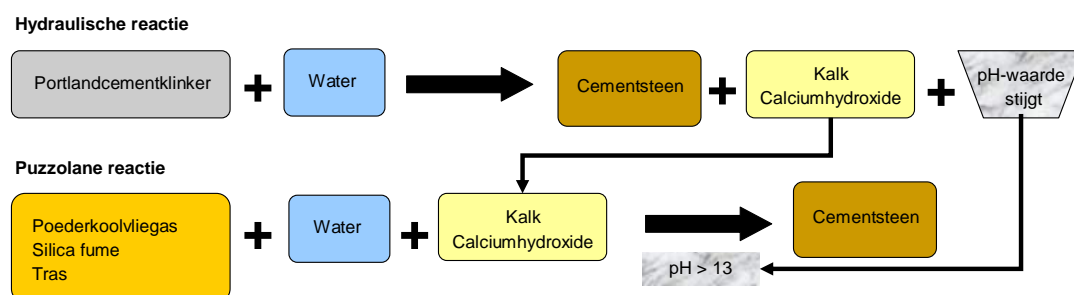 Hydraulische reactie
Portlandcementklinker
+
Water
Cementsteen
+
Kalk
Calciumhydroxide
+
pH-waarde
stijgt
Puzzolane reactie
Poederkoolvliegas
Silica fume
Tras
+
Water
+
Kalk
Calciumhydroxide
Cementsteen
pH > 13